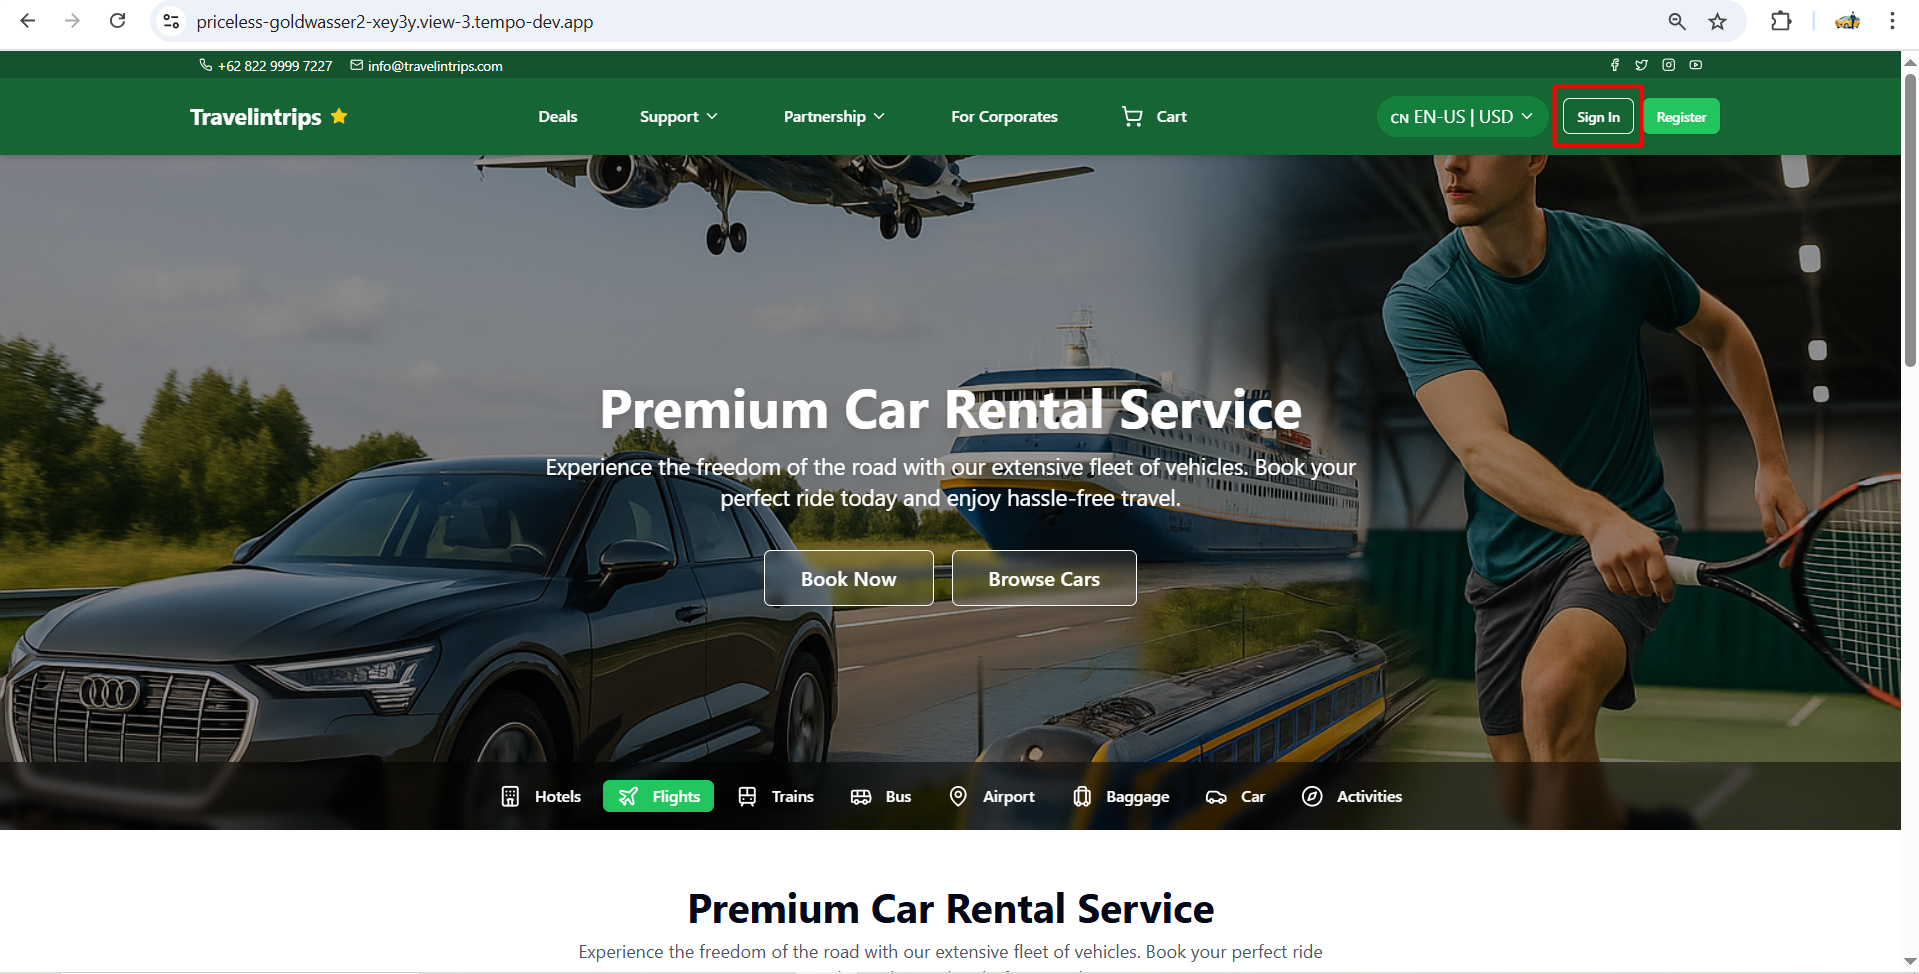 priceless-goldwasser2-xey3y.view-3.tempo-dev.app
+62 822 9999 7227 info@travelintrips.com
Travelintrips Deals Support Partnership For Corporates Cart CN EN-US | USD Sign In Register
Premium Car Rental Service
Experience the freedom of the road with our extensive fleet of vehicles. Book your
perfect ride today and enjoy hassle-free travel.
Book Now Browse Cars
Hotels Flights Trains Bus Airport Baggage Car Activities
Premium Car Rental Service
Experience the freedom of the road with our extensive fleet of vehicles. Book your perfect ride